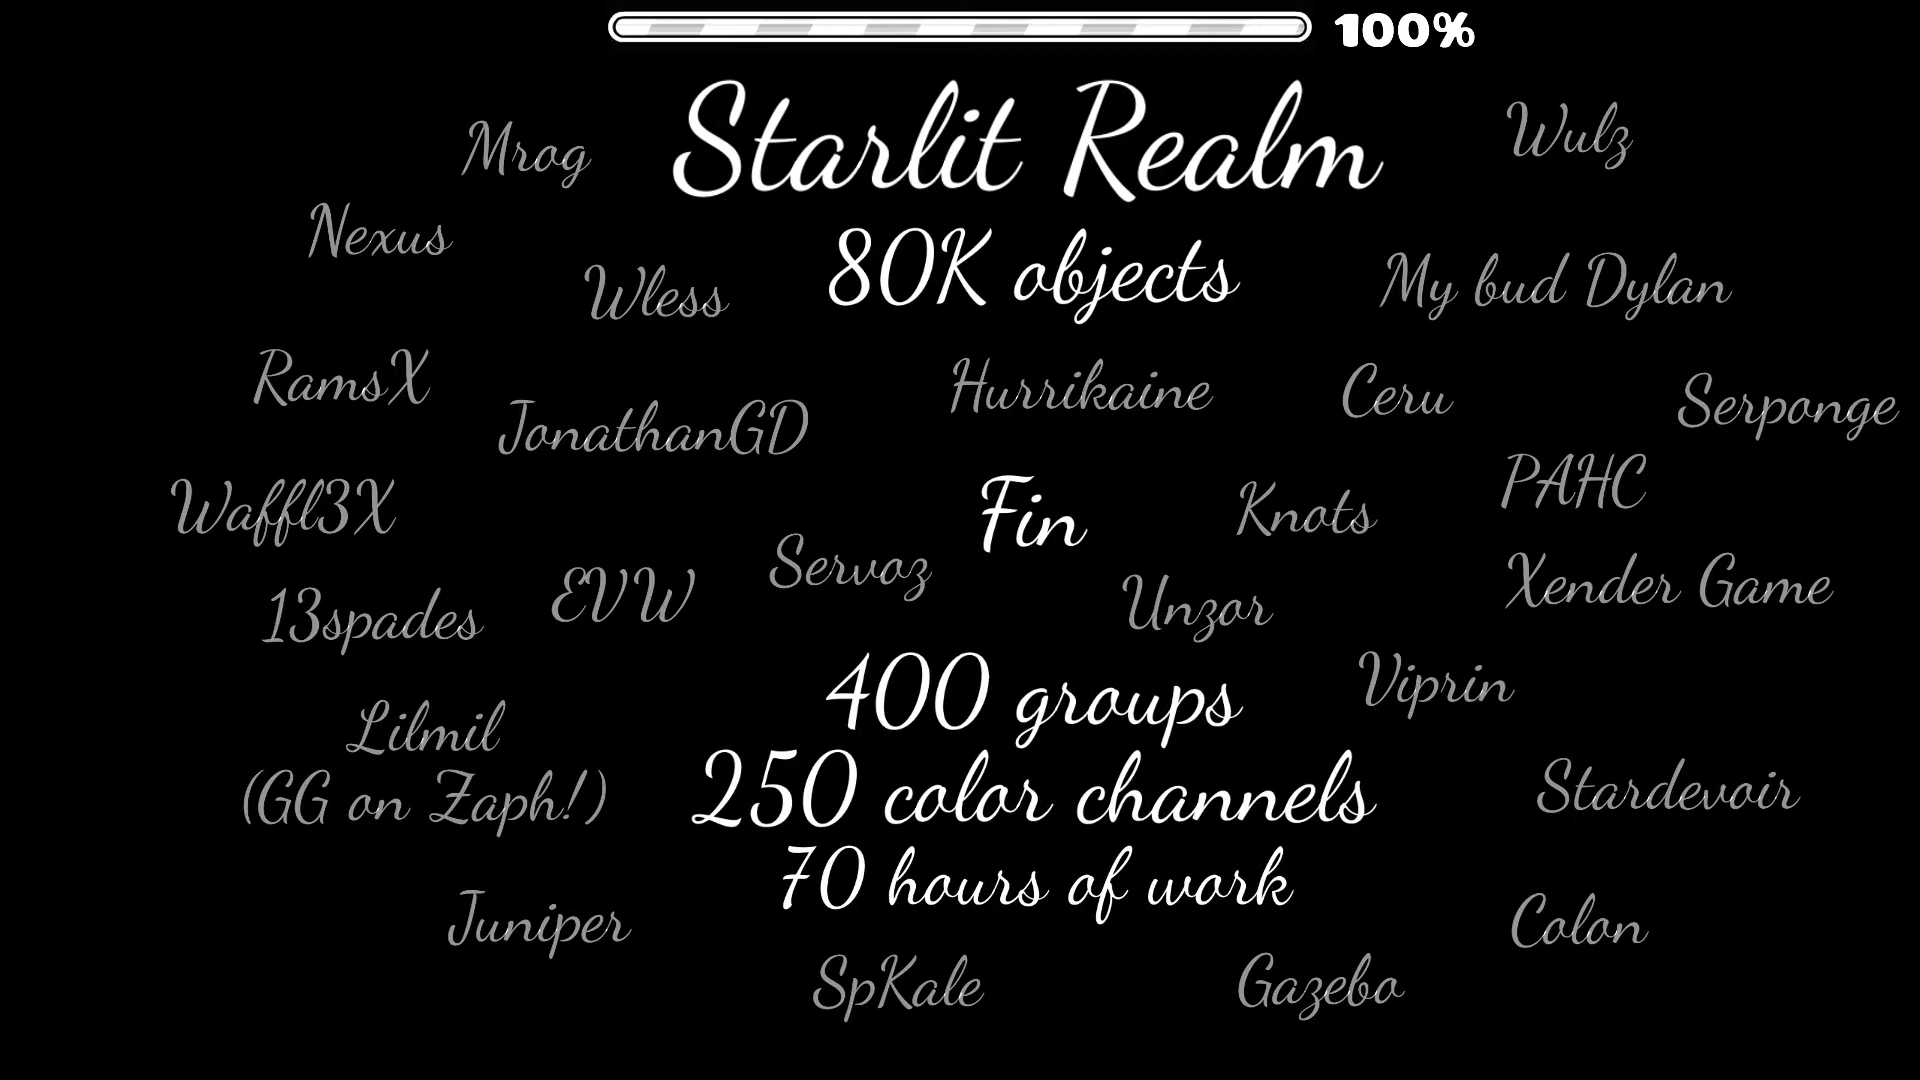 100%
Starlit Realm
Mrog
Wulz
Nexus
Wless
80K objects
My bud Dylan
RamsX
JonathanGD
Hurrikaine
Ceru
Serponge
Waffl3X
Fin
Knots
PAHC
13spades
EVW
Servoz
Unzor
Xender Game
400 groups
Viprin
Lilmil
(GG on Zaph!)
250 color channels
Stardevoir
70 hours of work
Juniper
Colon
SpKale
Gazebo